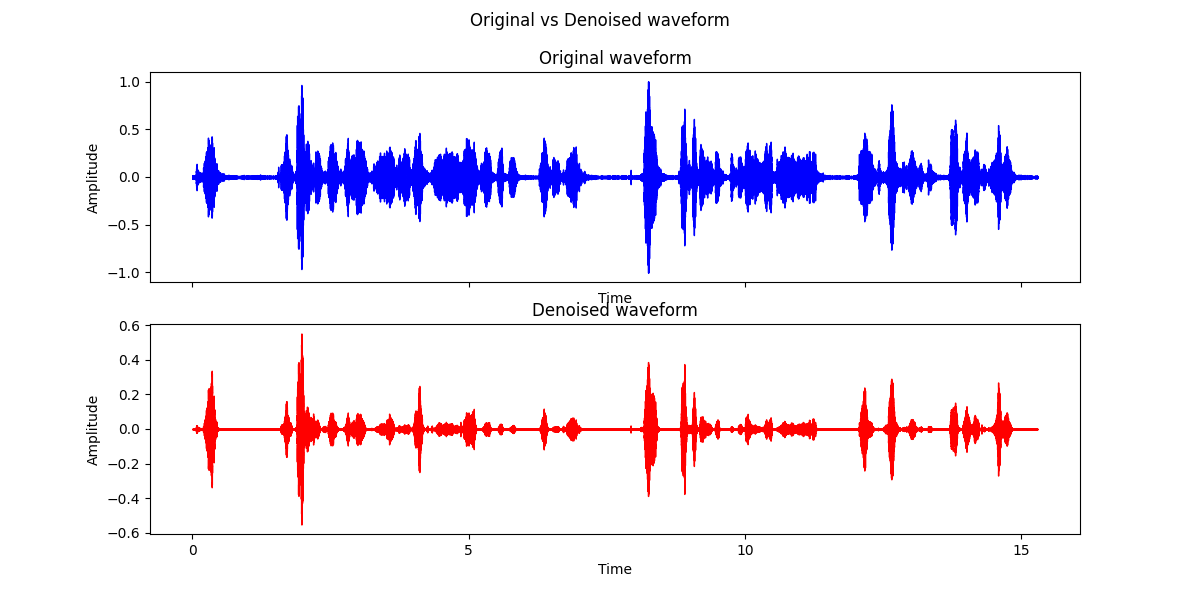 Original vs Denoised waveform
Original waveform
1.0
0.5
0.0
−0.5
−1.0
Amplitude
Time
Denoised waveform
0.6
0.4
0.2
0.0
−0.2
−0.4
−0.6
Amplitude
0 5 10 15
Time